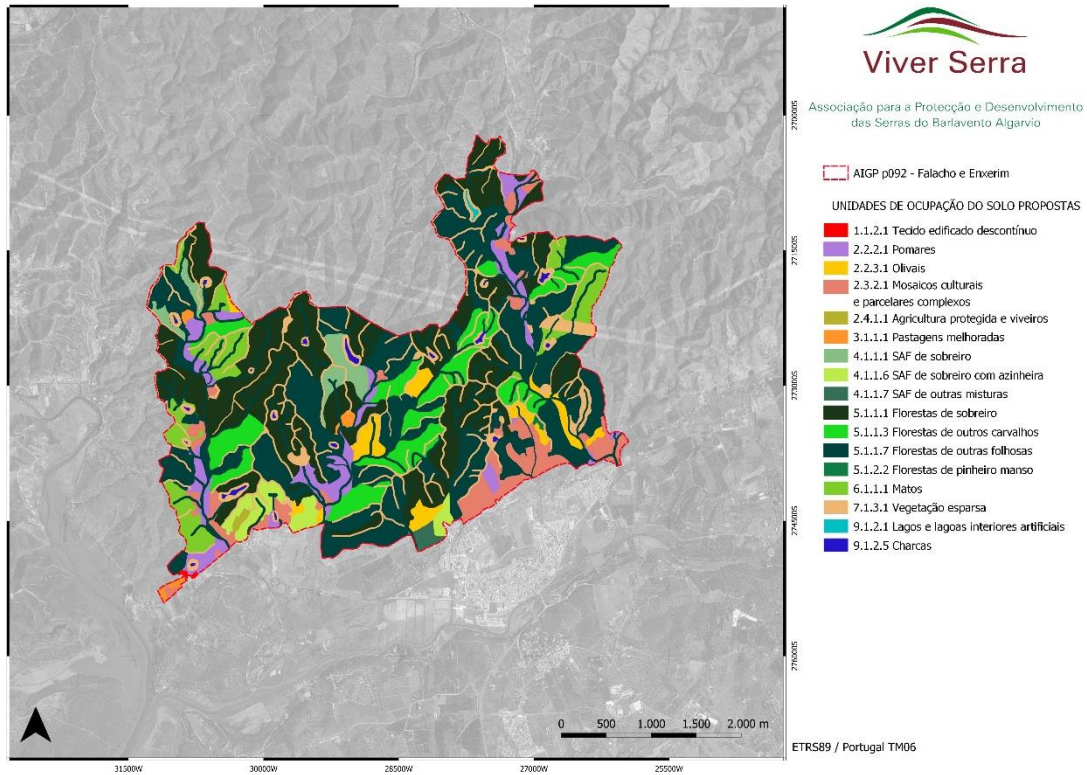 Viver Serra
Associação para a Protecção e Desenvolvimento
das Serras do Barlavento Algarvio
AIGP p092 - Falacho e Enxerim
UNIDADES DE OCUPAÇÃO DO SOLO PROPOSTAS
1.1.2.1 Tecido edificado descontínuo
2.2.2.1 Pomares
2.2.3.1 Olivais
2.3.2.1 Mosaicos culturais
e parcelares complexos
2.4.1.1 Agricultura protegida e viveiros
3.1.1.1 Pastagens melhoradas
4.1.1.1 SAF de sobreiro
4.1.1.6 SAF de sobreiro com azinheira
4.1.1.7 SAF de outras misturas
5.1.1.1 Florestas de sobreiro
5.1.1.3 Florestas de outros carvalhos
5.1.1.7 Florestas de outras folhosas
5.1.2.2 Florestas de pinheiro manso
6.1.1.1 Matos
7.1.3.1 Vegetação esparsa
9.1.2.1 Lagos e lagoas interiores artificiais
9.1.2.5 Charcas
270000S
271500S
273000S
274500S
276000S
0 500 1.000 1.500 2.000 m
ETRS89 / Portugal TM06
31500W 30000W 28500W 27000W 25500W